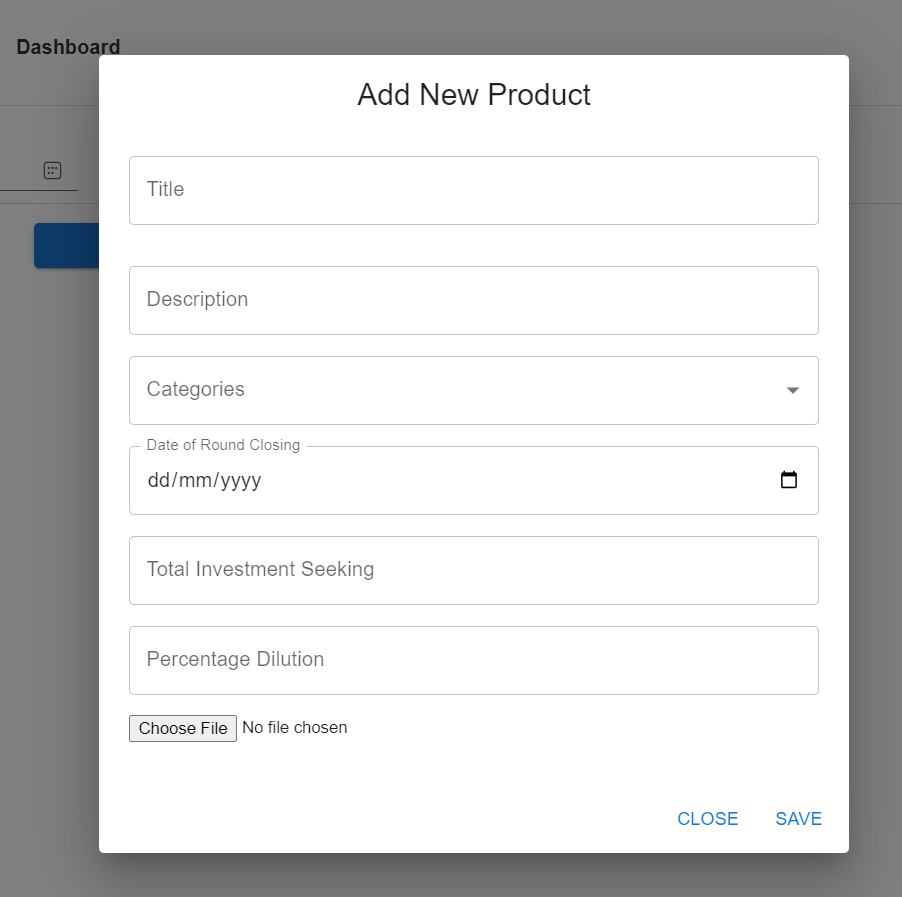 Dashboard
Add New Product
Title
Description
Categories
Date of Round Closing
dd/mm/yyyy
Total Investment Seeking
Percentage Dilution
Choose File No file chosen
CLOSE SAVE